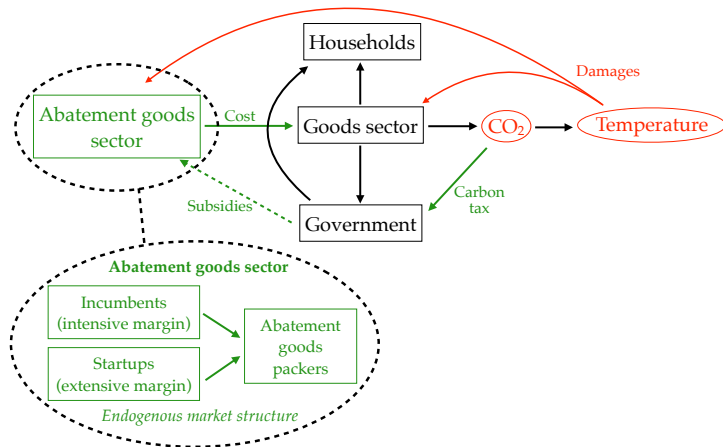 Households
Damages
Abatement goods
sector
Cost
Goods sector
CO₂
Temperature
Subsidies
Carbon
tax
Government
Abatement goods sector
Incumbents
(intensive margin)
Abatement
goods
packers
Startups
(extensive margin)
Endogenous market structure